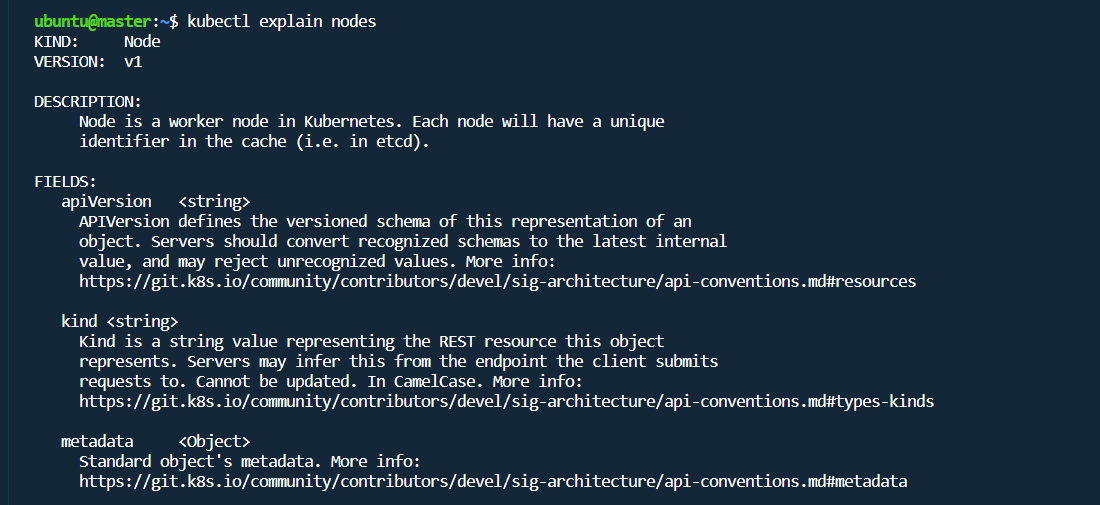 ubuntu@master:~$ kubectl explain nodes
KIND:     Node
VERSION:  v1
DESCRIPTION:
Node is a worker node in Kubernetes. Each node will have a unique
identifier in the cache (i.e. in etcd).
FIELDS:
apiVersion   <string>
APIVersion defines the versioned schema of this representation of an
object. Servers should convert recognized schemas to the latest internal
value, and may reject unrecognized values. More info:
https://git.k8s.io/community/contributors/devel/sig-architecture/api-conventions.md#resources
kind <string>
Kind is a string value representing the REST resource this object
represents. Servers may infer this from the endpoint the client submits
requests to. Cannot be updated. In CamelCase. More info:
https://git.k8s.io/community/contributors/devel/sig-architecture/api-conventions.md#types-kinds
metadata     <Object>
Standard object's metadata. More info:
https://git.k8s.io/community/contributors/devel/sig-architecture/api-conventions.md#metadata